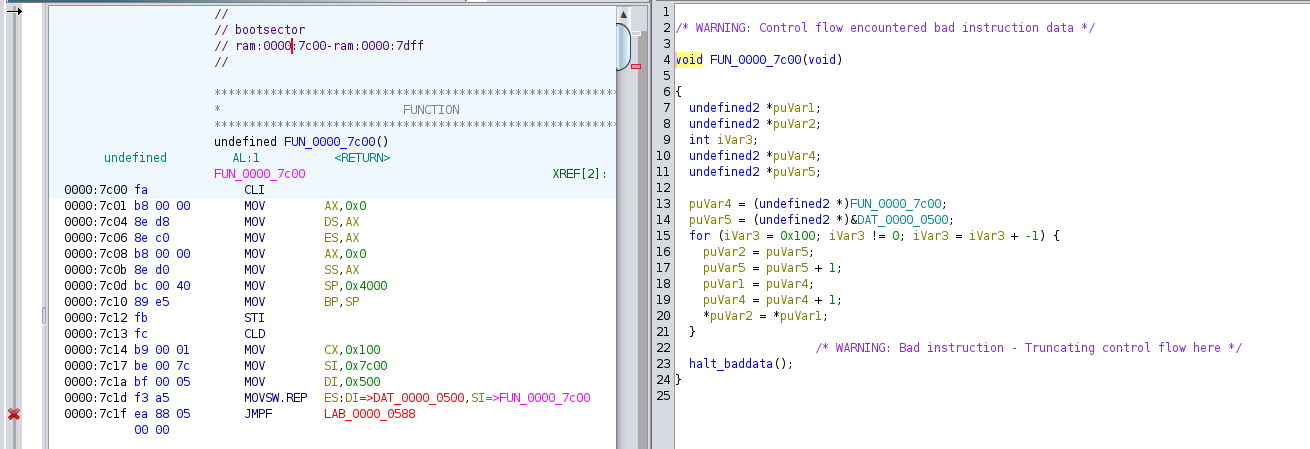 //
// bootsector
// ram:0000:7c00-ram:0000:7dff
//
**********************************************************
* FUNCTION
**********************************************************
undefined FUN_0000_7c00()
undefined AL:1 <RETURN>
FUN_0000_7c00 XREF[2]:
0000:7c00 fa CLI
0000:7c01 b8 00 00 MOV AX,0x0
0000:7c04 8e d8 MOV DS,AX
0000:7c06 8e c0 MOV ES,AX
0000:7c08 b8 00 00 MOV AX,0x0
0000:7c0b 8e d0 MOV SS,AX
0000:7c0d bc 00 40 MOV SP,0x4000
0000:7c10 89 e5 MOV BP,SP
0000:7c12 fb STI
0000:7c13 fc CLD
0000:7c14 b9 00 01 MOV CX,0x100
0000:7c17 be 00 7c MOV SI,0x7c00
0000:7c1a bf 00 05 MOV DI,0x500
0000:7c1d f3 a5 MOVSW.REP ES:DI=>DAT_0000_0500,SI=>FUN_0000_7c00
0000:7c1f ea 88 05 JMPF LAB_0000_0588
00 00
1
2 /* WARNING: Control flow encountered bad instruction data */
3
4 void FUN_0000_7c00(void)
5
6 {
7 undefined2 *puVar1;
8 undefined2 *puVar2;
9 int iVar3;
10 undefined2 *puVar4;
11 undefined2 *puVar5;
12
13 puVar4 = (undefined2 *)FUN_0000_7c00;
14 puVar5 = (undefined2 *)&DAT_0000_0500;
15 for (iVar3 = 0x100; iVar3 != 0; iVar3 = iVar3 + -1) {
16 puVar2 = puVar5;
17 puVar5 = puVar5 + 1;
18 puVar1 = puVar4;
19 puVar4 = puVar4 + 1;
20 *puVar2 = *puVar1;
21 }
22 /* WARNING: Bad instruction - Truncating control flow here */
23 halt_baddata();
24 }
25